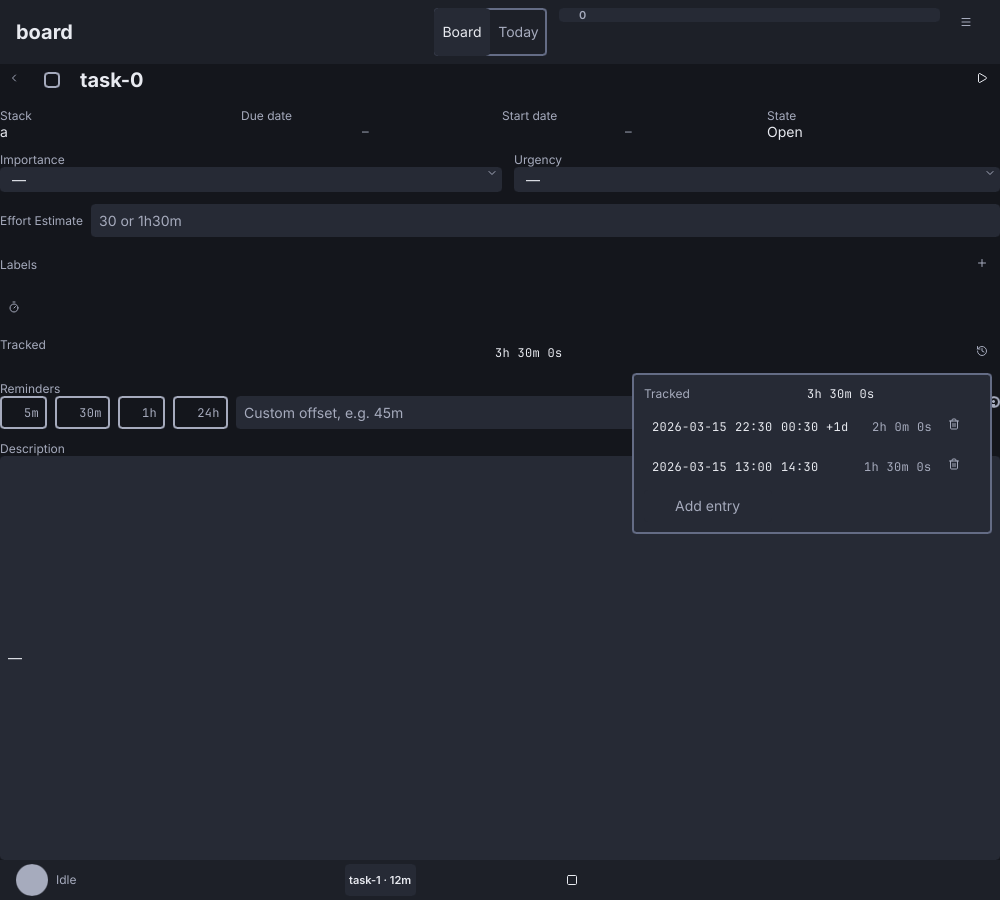 board
Board
Today
0
task-0
Stack
Due date
Start date
State
a
–
–
Open
Importance
Urgency
—
—
Effort Estimate
30 or 1h30m
Labels
Tracked
3h 30m 0s
Reminders
5m
30m
1h
24h
Custom offset, e.g. 45m
Tracked
3h 30m 0s
2026-03-15 22:30 00:30 +1d 2h 0m 0s
2026-03-15 13:00 14:30 1h 30m 0s
Add entry
Description
—
Idle
task-1 · 12m